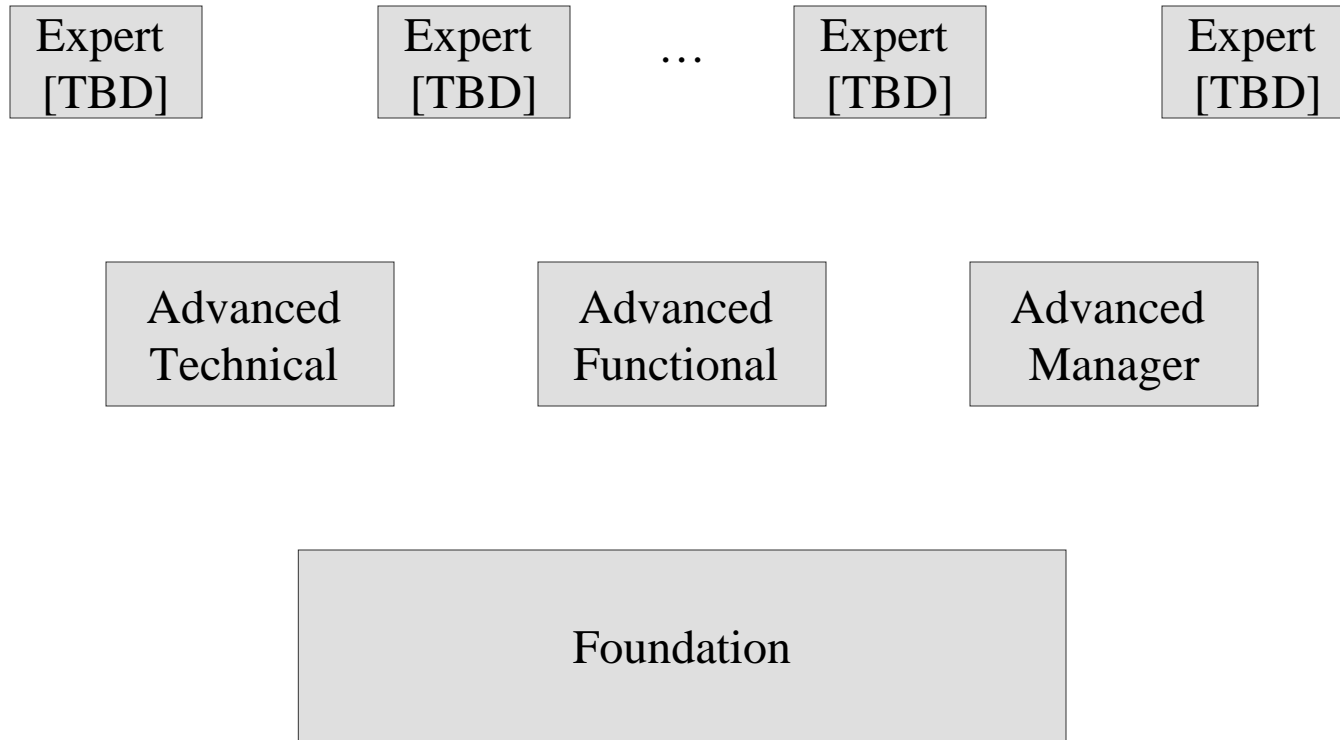 Expert
[TBD]
Expert
[TBD]
…
Expert
[TBD]
Expert
[TBD]
Advanced
Technical
Advanced
Functional
Advanced
Manager
Foundation